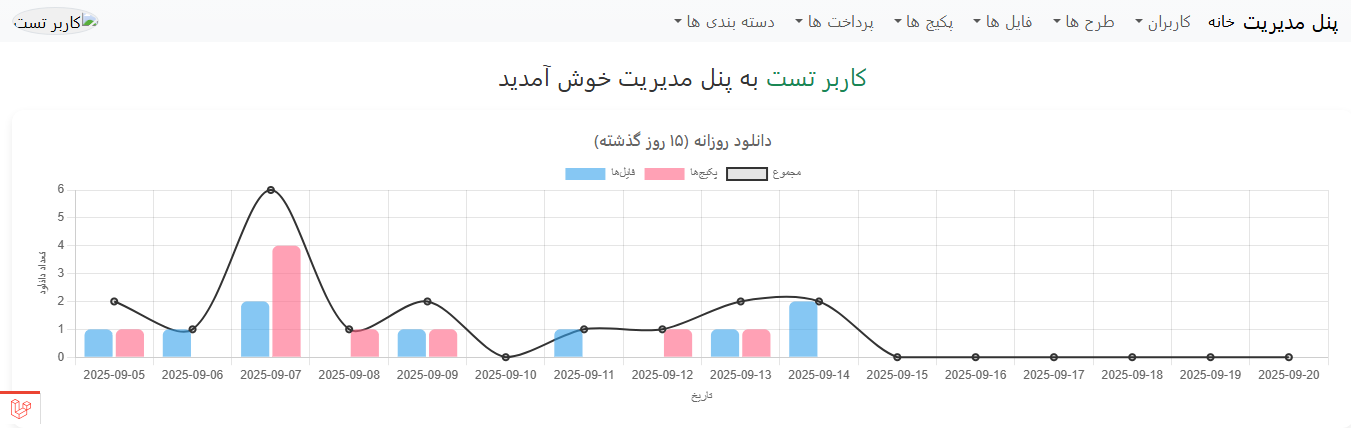 پنل مدیریت خانه کاربران طرح ها فایل ها پکیج ها پرداخت ها دسته بندی ها کاربر تست
کاربر تست به پنل مدیریت خوش آمدید
دانلود روزانه (۱۵ روز گذشته)
مجموع پکیج‌ها فایل‌ها
6
5
4
3
2
1
0
تعداد دانلود
2025-09-05 2025-09-06 2025-09-07 2025-09-08 2025-09-09 2025-09-10 2025-09-11 2025-09-12 2025-09-13 2025-09-14 2025-09-15 2025-09-16 2025-09-17 2025-09-18 2025-09-19 2025-09-20
تاریخ